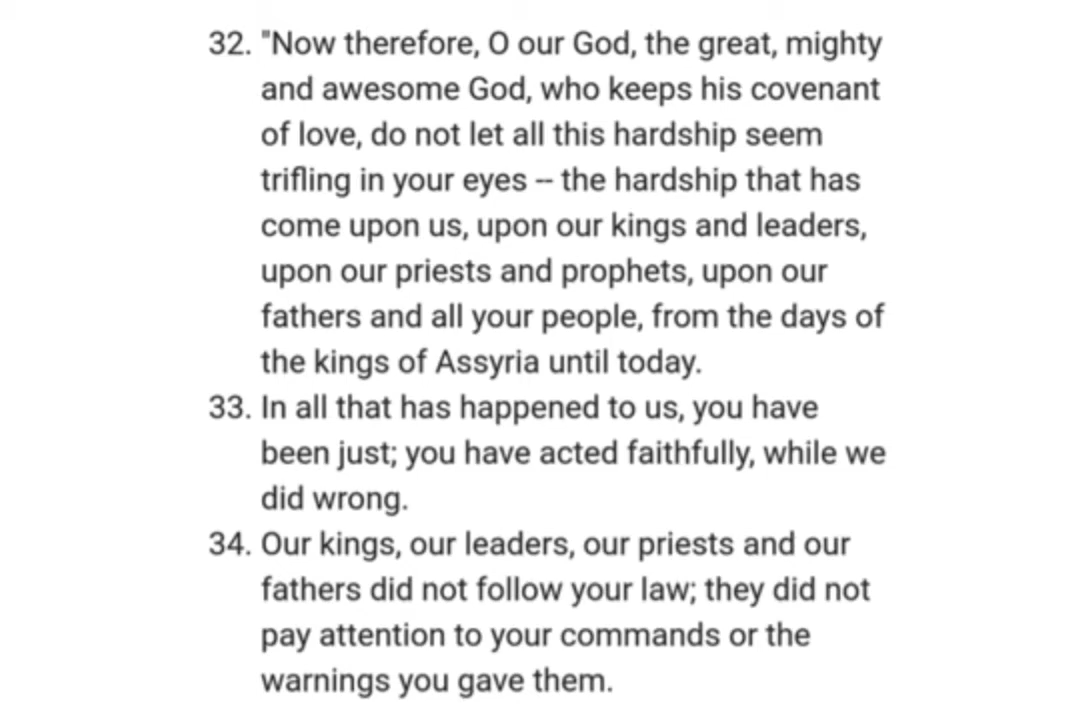 32. "Now therefore, O our God, the great, mighty
and awesome God, who keeps his covenant
of love, do not let all this hardship seem
trifling in your eyes -- the hardship that has
come upon us, upon our kings and leaders,
upon our priests and prophets, upon our
fathers and all your people, from the days of
the kings of Assyria until today.
33. In all that has happened to us, you have
been just; you have acted faithfully, while we
did wrong.
34. Our kings, our leaders, our priests and our
fathers did not follow your law; they did not
pay attention to your commands or the
warnings you gave them.